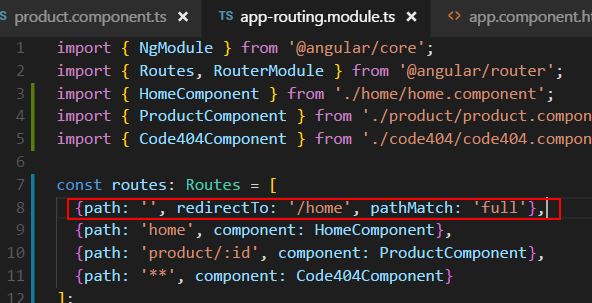 TS product.component.ts TS app-routing.module.ts <> app.component.h
1 import { NgModule } from '@angular/core';
2 import { Routes, RouterModule } from '@angular/router';
3 import { HomeComponent } from './home/home.component';
4 import { ProductComponent } from './product/product.compon
5 import { Code404Component } from './code404/code404.compon
6
7 const routes: Routes = [
8 {path: '', redirectTo: '/home', pathMatch: 'full'},
9 {path: 'home', component: HomeComponent},
10 {path: 'product/:id', component: ProductComponent},
11 {path: '**', component: Code404Component}
12 ];